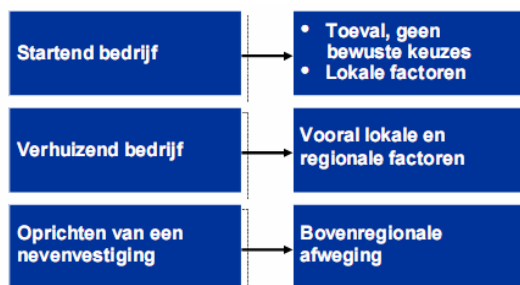 Startend bedrijf
• Toeval, geen
bewuste keuzes
• Lokale factoren
Verhuizend bedrijf
Vooral lokale en
regionale factoren
Oprichten van een
nevenvestiging
Bovenregionale
afweging